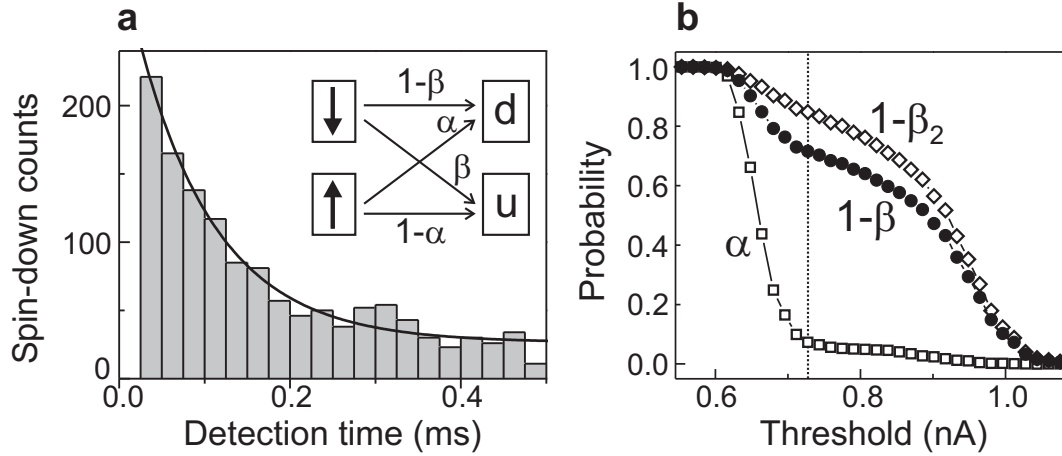 a
Spin-down counts
200
100
0
0.0
0.2
0.4
Detection time (ms)
1-β
α
β
1-α
d
u
b
Probability
1.0
0.8
0.6
0.4
0.2
0.0
0.6
0.8
1.0
Threshold (nA)
1-β₂
1-β
α